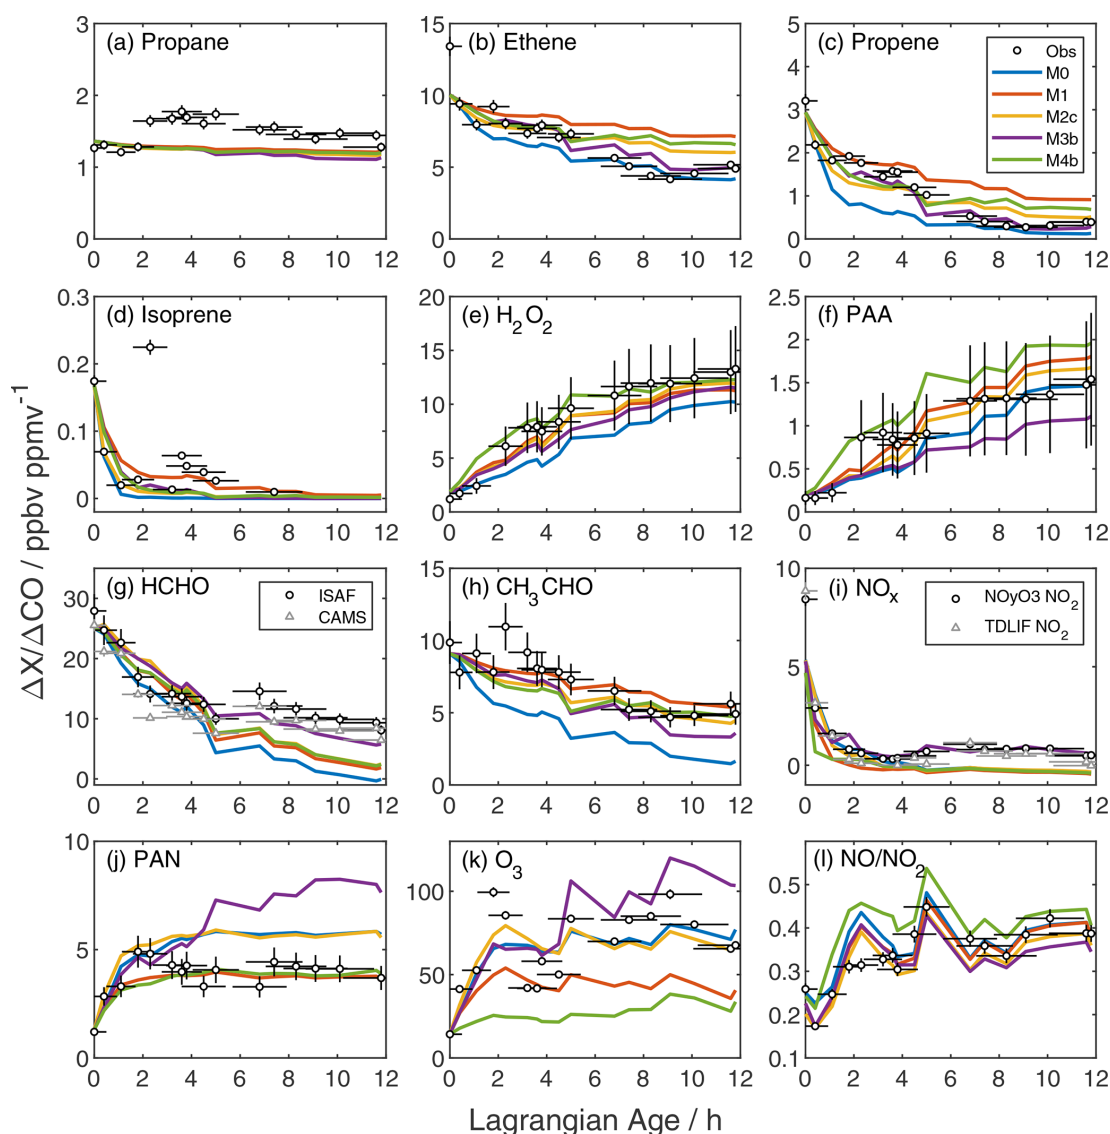 (a) Propane
3
2
1
0
0 2 4 6 8 10 12
(b) Ethene
15
10
5
0
0 2 4 6 8 10 12
(c) Propene
5
4
3
2
1
0
0 2 4 6 8 10 12
Obs
M0
M1
M2c
M3b
M4b
(d) Isoprene
0.3
0.2
0.1
0
0 2 4 6 8 10 12
(e) H2O2
20
15
10
5
0
0 2 4 6 8 10 12
(f) PAA
2.5
2
1.5
1
0.5
0
0 2 4 6 8 10 12
ΔX/ΔCO / ppbv ppmv⁻¹
(g) HCHO
30
20
10
0
0 2 4 6 8 10 12
ISAF
CAMS
(h) CH3CHO
15
10
5
0
0 2 4 6 8 10 12
(i) NOx
10
5
0
0 2 4 6 8 10 12
NOyO3 NO2
TDLIF NO2
(j) PAN
10
5
0
0 2 4 6 8 10 12
(k) O3
100
50
0
0 2 4 6 8 10 12
(l) NO/NO2
0.5
0.4
0.3
0.2
0.1
0 2 4 6 8 10 12
Lagrangian Age / h